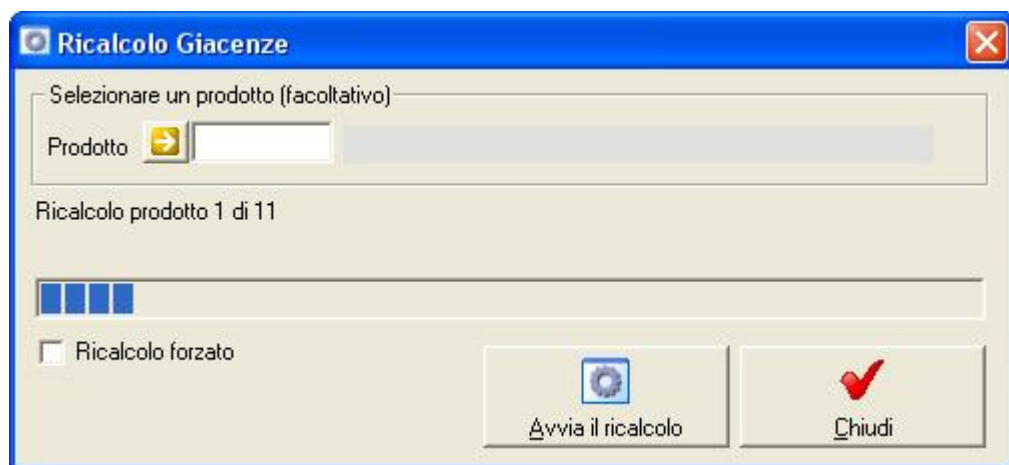 Ricalcolo Giacenze
Selezionare un prodotto (facoltativo)
Prodotto
Ricalcolo prodotto 1 di 11
Ricalcolo forzato
Avvia il ricalcolo
Chiudi